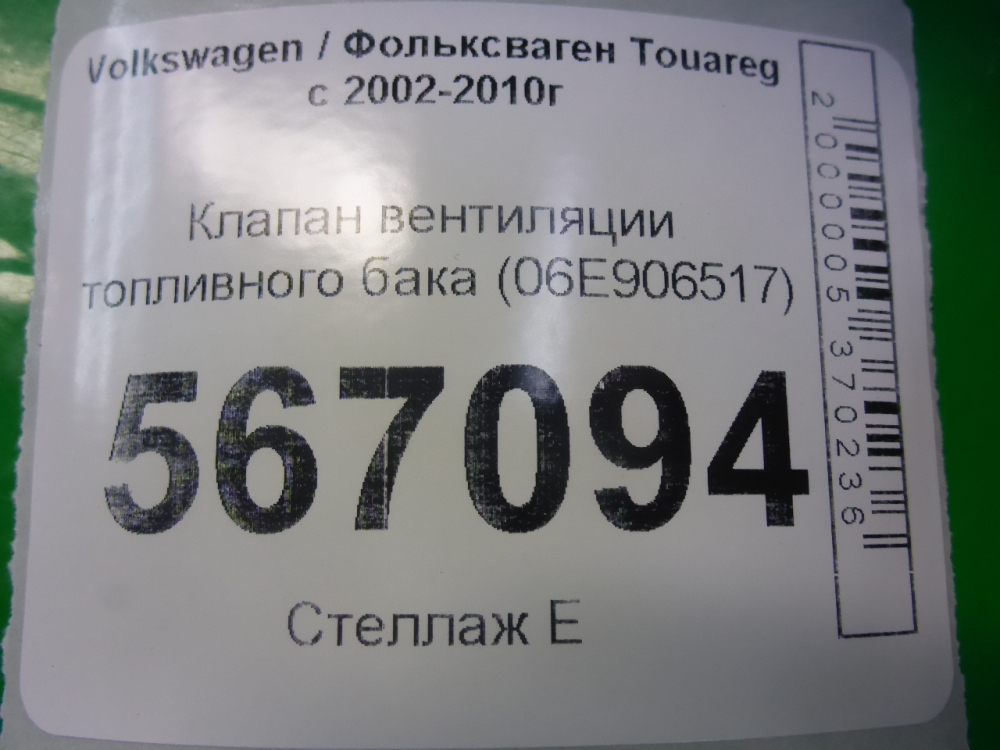 Volkswagen / Фольксваген Touareg
с 2002-2010г
Клапан вентиляции
топливного бака (06E906517)
567094
Стеллаж Е
2000005370236